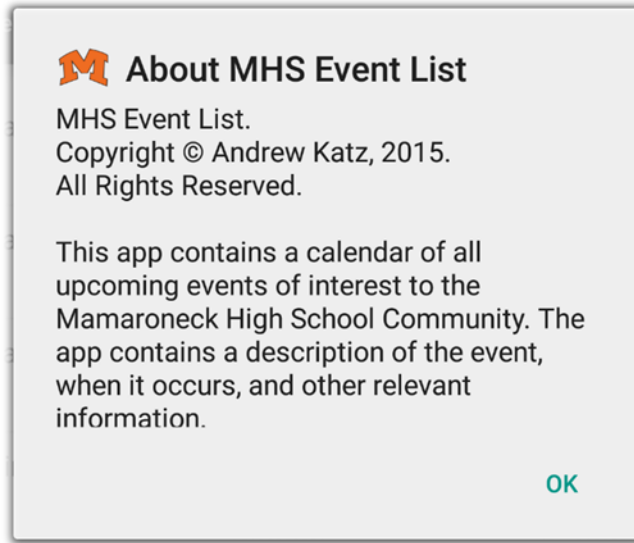 About MHS Event List
MHS Event List.
Copyright © Andrew Katz, 2015.
All Rights Reserved.
This app contains a calendar of all
upcoming events of interest to the
Mamaroneck High School Community. The
app contains a description of the event,
when it occurs, and other relevant
information.
OK